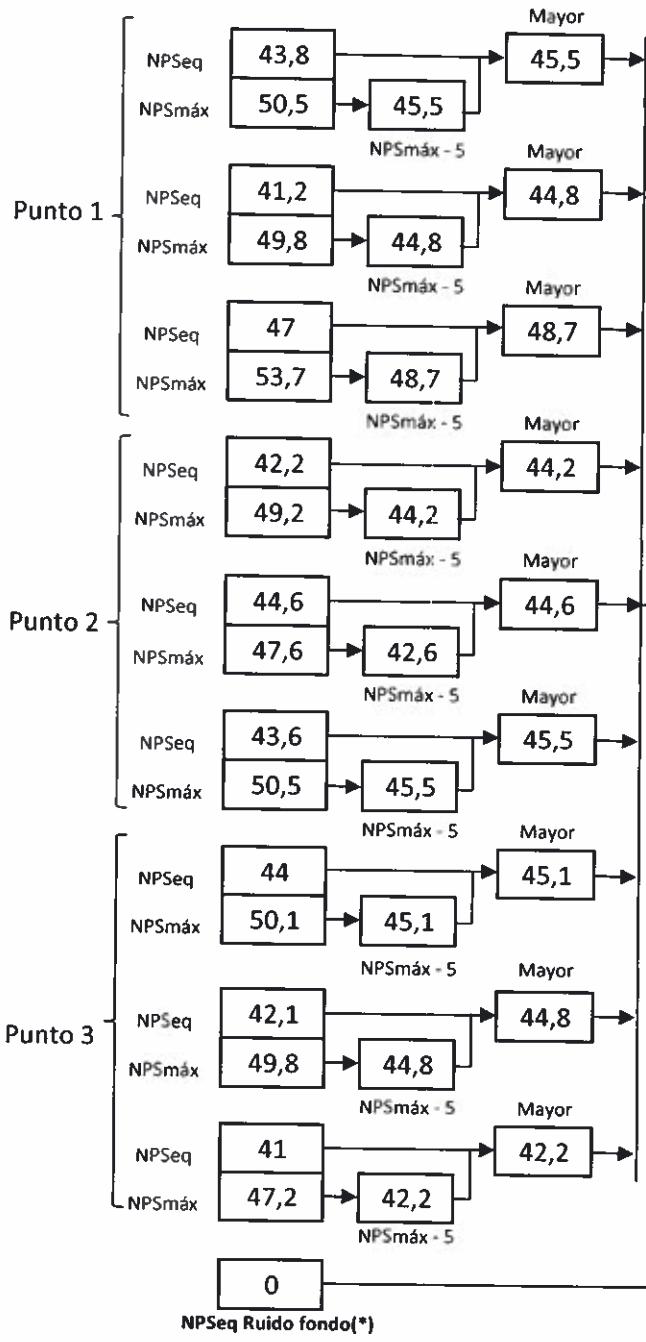 Mayor
NPSeq 43,8 45,5
NPSmáx 50,5 45,5
NPSmáx - 5
Mayor
Punto 1
NPSeq 41,2 44,8
NPSmáx 49,8 44,8
NPSmáx - 5
Mayor
NPSeq 47 48,7
NPSmáx 53,7 48,7
NPSmáx - 5
Mayor
NPSeq 42,2 44,2
NPSmáx 49,2 44,2
NPSmáx - 5
Mayor
Punto 2
NPSeq 44,6 44,6
NPSmáx 47,6 42,6
NPSmáx - 5
Mayor
NPSeq 43,6 45,5
NPSmáx 50,5 45,5
NPSmáx - 5
Mayor
NPSeq 44 45,1
NPSmáx 50,1 45,1
NPSmáx - 5
Mayor
Punto 3
NPSeq 42,1 44,8
NPSmáx 49,8 44,8
NPSmáx - 5
Mayor
NPSeq 41 42,2
NPSmáx 47,2 42,2
NPSmáx - 5
0
NPSeq Ruido fondo(*)